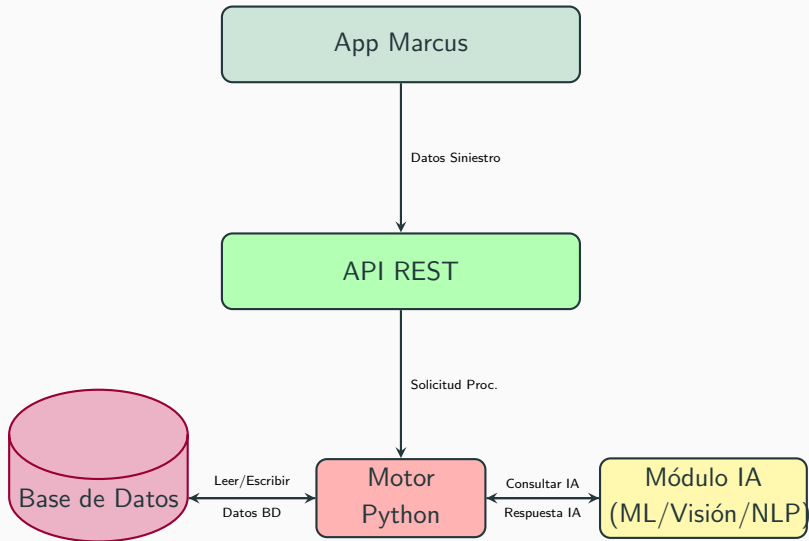 App Marcus
Datos Siniestro
API REST
Solicitud Proc.
Base de Datos
Leer/Escribir
Datos BD
Motor
Python
Consultar IA
Respuesta IA
Módulo IA
(ML/Visión/NLP)